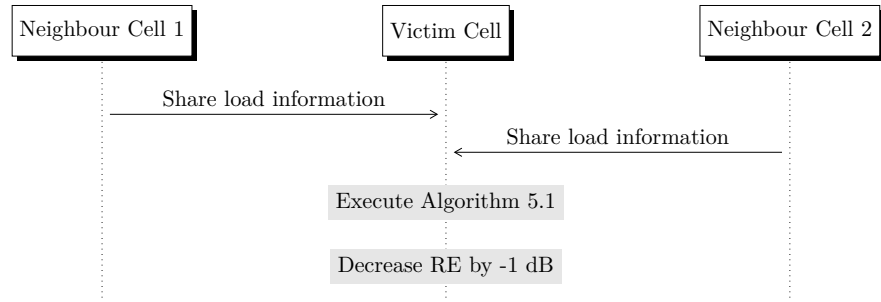 Neighbour Cell 1
Victim Cell
Neighbour Cell 2
Share load information
Share load information
Execute Algorithm 5.1
Decrease RE by -1 dB